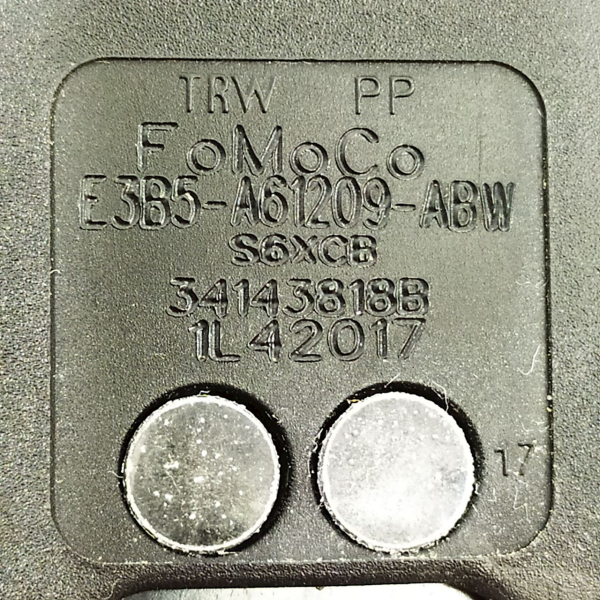 TRW PP
FoMoCo
E3B5-A61209-ABW
S6XCB
34143818B
1L42017
17